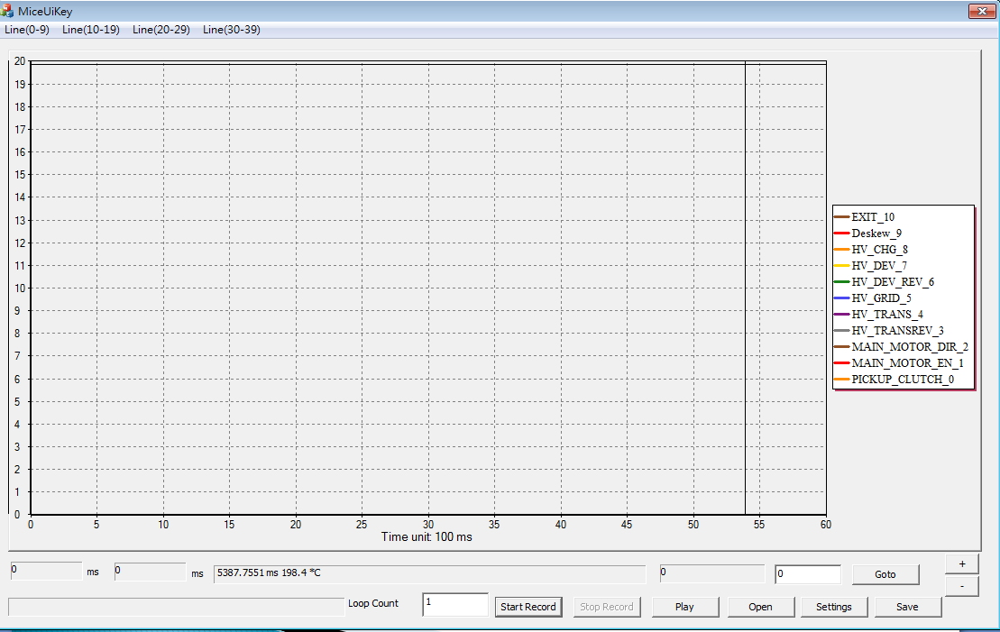 MiceUiKey
Line(0-9) Line(10-19) Line(20-29) Line(30-39)
20
19
18
17
16
15
14
13
12
11
10
9
8
7
6
5
4
3
2
1
0
0 5 10 15 20 25 30 35 40 45 50 55 60
Time unit: 100 ms
EXIT_10
Deskew_9
HV_CHG_8
HV_DEV_7
HV_DEV_REV_6
HV_GRID_5
HV_TRANS_4
HV_TRANSREV_3
MAIN_MOTOR_DIR_2
MAIN_MOTOR_EN_1
PICKUP_CLUTCH_0
0 ms 0 ms 5387.7551 ms 198.4 *C 0 0 Goto + -
Loop Count 1 Start Record Stop Record Play Open Settings Save